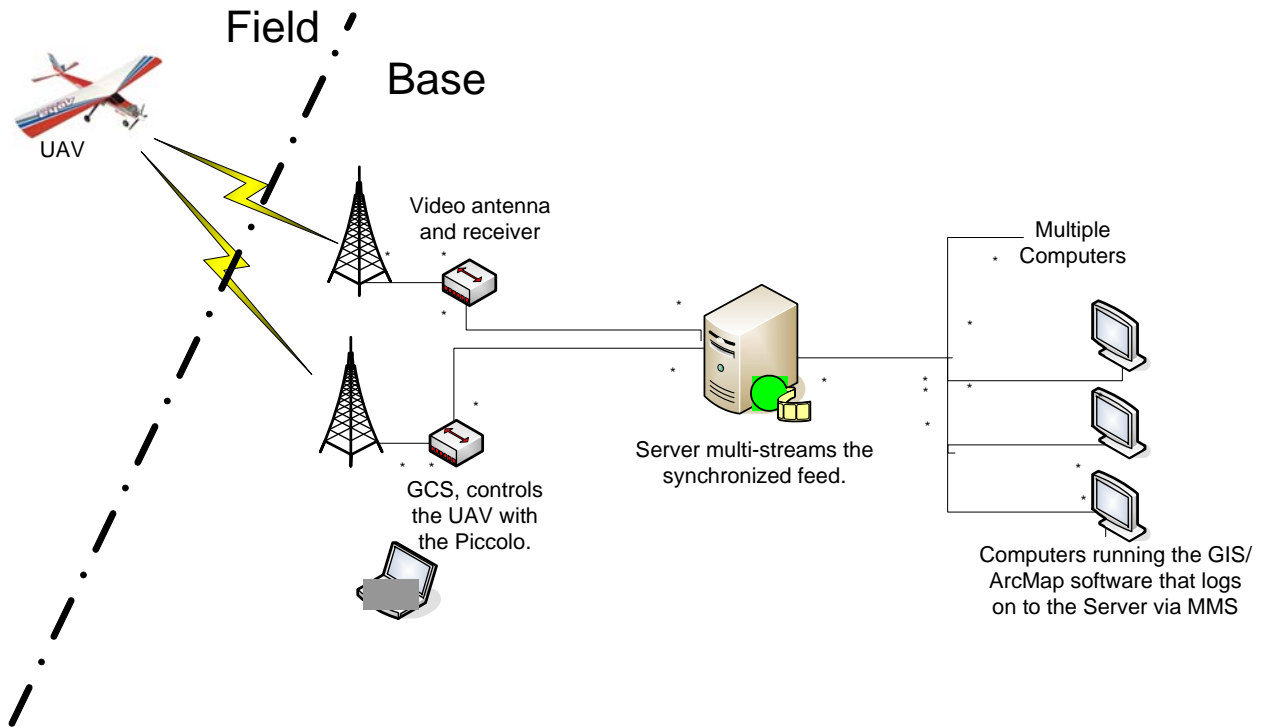 Field
Base
UAV
Video antenna
and receiver
Multiple
Computers
Server multi-streams the
synchronized feed.
GCS, controls
the UAV with
the Piccolo.
Computers running the GIS/
ArcMap software that logs
on to the Server via MMS